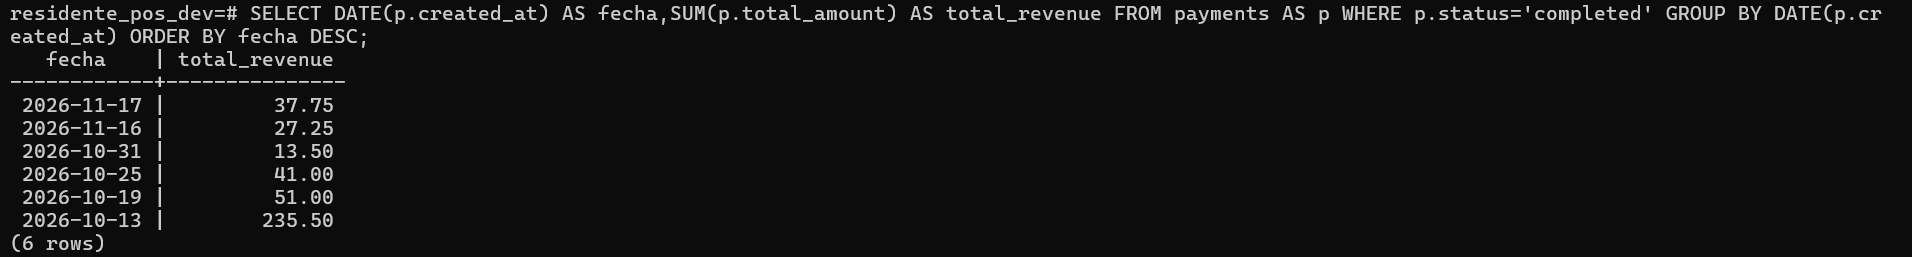 residente_pos_dev=# SELECT DATE(p.created_at) AS fecha,SUM(p.total_amount) AS total_revenue FROM payments AS p WHERE p.status='completed' GROUP BY DATE(p.cr
eated_at) ORDER BY fecha DESC;
   fecha    | total_revenue
------------+---------------
 2026-11-17 |         37.75
 2026-11-16 |         27.25
 2026-10-31 |         13.50
 2026-10-25 |         41.00
 2026-10-19 |         51.00
 2026-10-13 |        235.50
(6 rows)